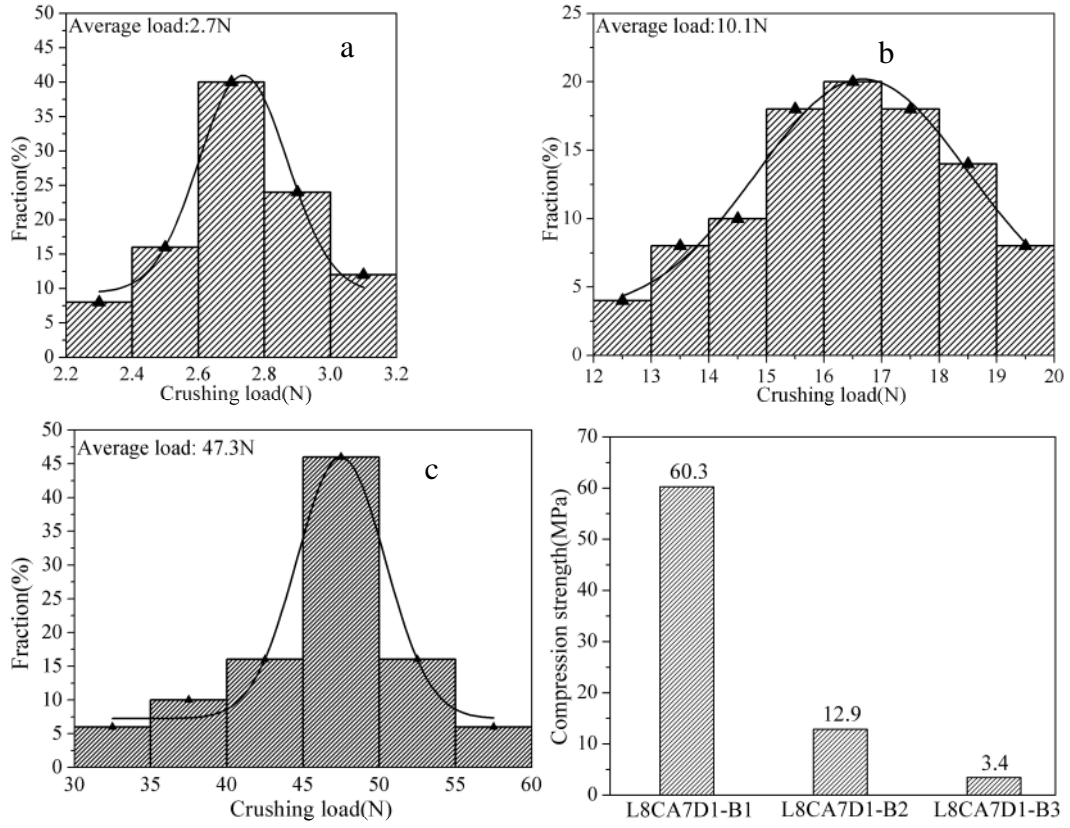 Average load:2.7N
a
Fraction(%)
50
45
40
35
30
25
20
15
10
5
0
2.2 2.4 2.6 2.8 3.0 3.2
Crushing load(N)
Average load:10.1N
b
Fraction(%)
25
20
15
10
5
0
12 13 14 15 16 17 18 19 20
Crushing load(N)
Average load: 47.3N
c
Fraction(%)
50
45
40
35
30
25
20
15
10
5
0
30 35 40 45 50 55 60
Crushing load(N)
Compression strength(MPa)
70
60
50
40
30
20
10
0
60.3
12.9
3.4
L8CA7D1-B1 L8CA7D1-B2 L8CA7D1-B3